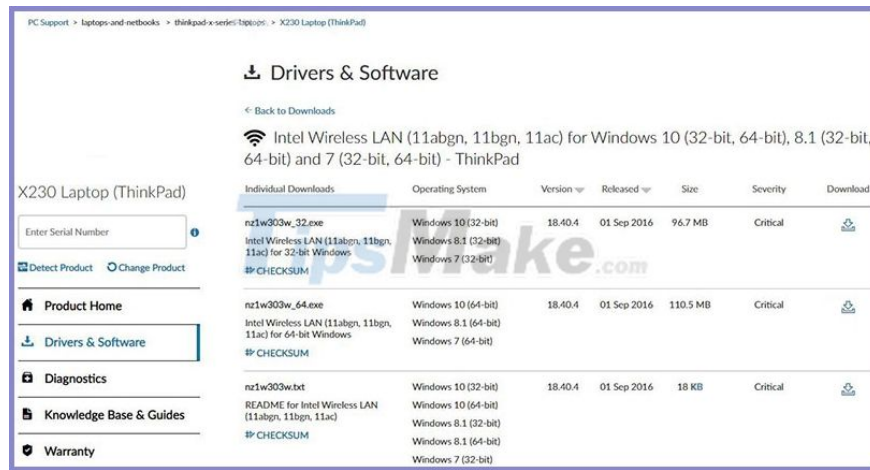 PC Support > laptops-and-netbooks > thinkpad-x-series-laptops > X230 Laptop (ThinkPad)
Drivers & Software
← Back to Downloads
Intel Wireless LAN (11abgn, 11bgn, 11ac) for Windows 10 (32-bit, 64-bit), 8.1 (32-bit,
64-bit) and 7 (32-bit, 64-bit) - ThinkPad
X230 Laptop (ThinkPad)
Enter Serial Number
Detect Product Change Product
Product Home
Drivers & Software
Diagnostics
Knowledge Base & Guides
Warranty
Individual Downloads Operating System Version Released Size Severity Download
nz1w303w_32.exe Windows 10 (32-bit) 18.40.4 01 Sep 2016 96.7 MB Critical
Intel Wireless LAN (11abgn, 11bgn, Windows 8.1 (32-bit)
11ac) for 32-bit Windows Windows 7 (32-bit)
CHECKSUM
TipsMake.com
nz1w303w_64.exe Windows 10 (64-bit) 18.40.4 01 Sep 2016 110.5 MB Critical
Intel Wireless LAN (11abgn, 11bgn, Windows 8.1 (64-bit)
11ac) for 64-bit Windows Windows 7 (64-bit)
CHECKSUM
nz1w303w.txt Windows 10 (32-bit) 18.40.4 01 Sep 2016 18 KB Critical
README for Intel Wireless LAN Windows 10 (64-bit)
(11abgn, 11bgn, 11ac) Windows 8.1 (32-bit)
CHECKSUM Windows 8.1 (64-bit)
Windows 7 (32-bit)